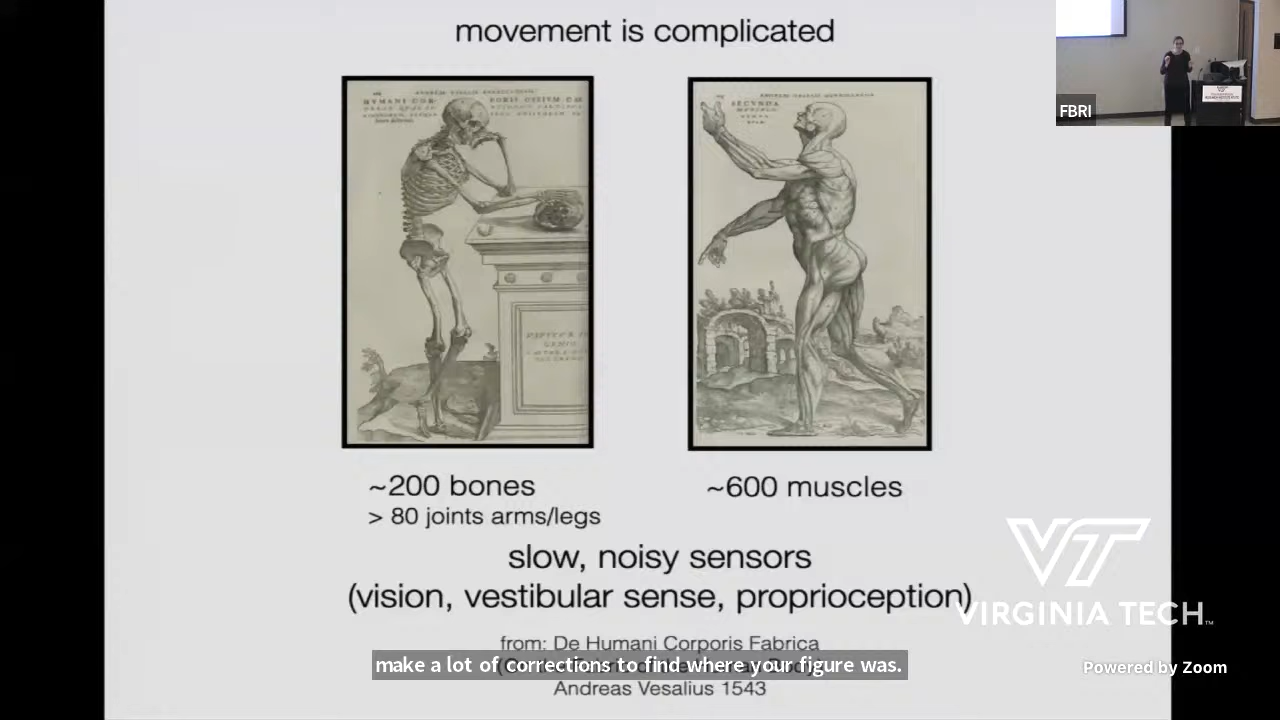 movement is complicated
FBRI
SECVNDA
~200 bones
> 80 joints arms/legs
~600 muscles
slow, noisy sensors
(vision, vestibular sense, proprioception)
VIRGINIA TECH™
from: De Humani Corporis Fabrica
make a lot of corrections to find where your figure was.
Andreas Vesalius 1543
Powered by Zoom